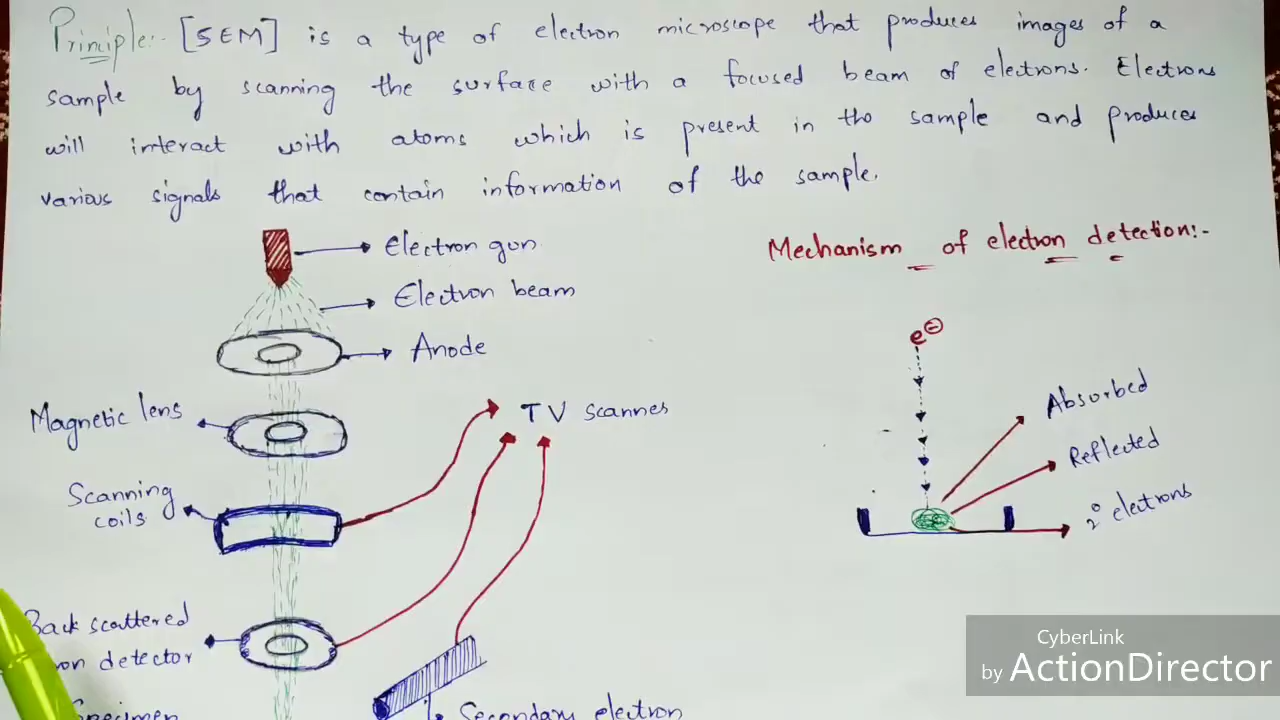 Principle:- [SEM] is a type of electron microscope that produces images of a
sample by scanning the surface with a focused beam of electrons. Electrons
will interact with atoms which is present in the sample and produces
various signals that contain information of the sample.
Electron gun
Electron beam
Anode
Magnetic lens
TV scannes
Scanning
coils
Back scattered
on detector
Specimen
Secondary electron
Mechanism of electron detection:-
e⊖
Absorbed
Reflected
2° electrons
CyberLink
by ActionDirector